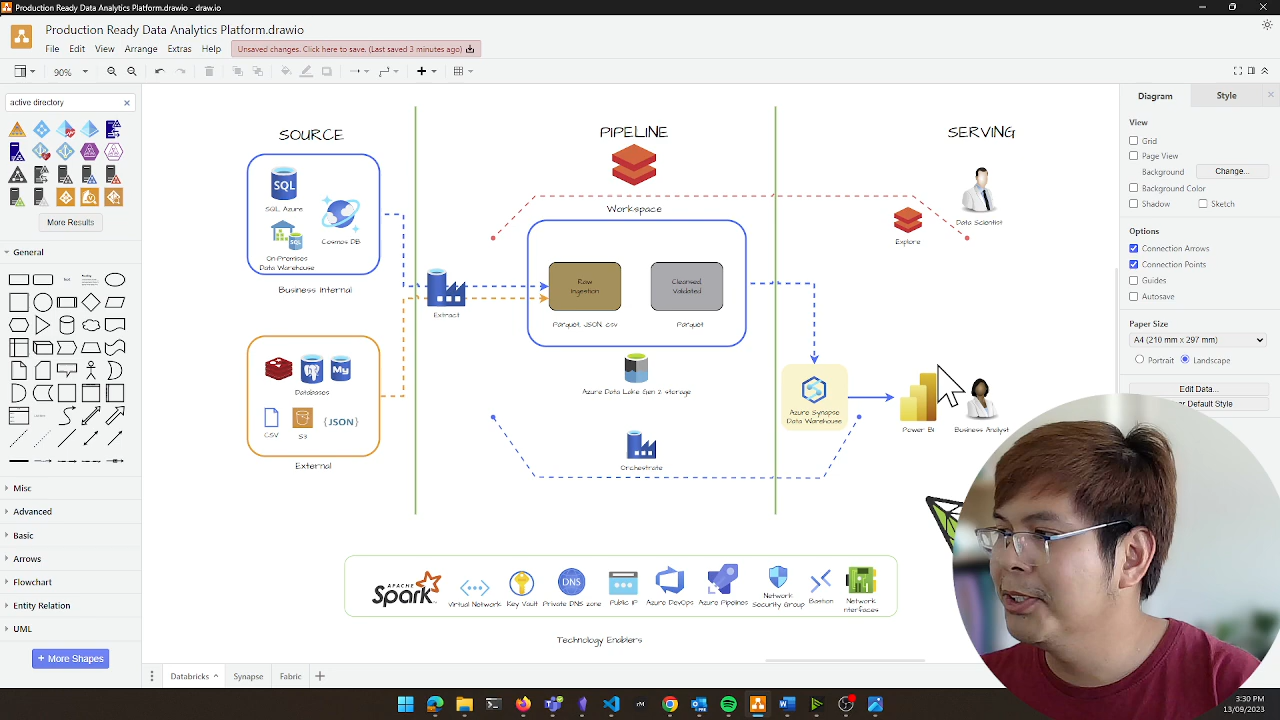 Production Ready Data Analytics Platform.drawio - draw.io
Production Ready Data Analytics Platform.drawio
File Edit View Arrange Extras Help
Unsaved changes. Click here to save. (Last saved 3 minutes ago)
90%
active directory
More Results
General
Misc
Advanced
Basic
Arrows
Flowchart
Entity Relation
UML
+ More Shapes
SOURCE
SQL
SQL Azure
Cosmos DB
SQL
On-Premises
Data Warehouse
Business Internal
My
Databases
CSV
S3
{JSON}
External
Extract
PIPELINE
Workspace
Raw
Ingestion
Cleansed,
Validated
Parquet, JSON, csv
Parquet
Azure Data Lake Gen 2 storage
Orchestrate
SERVING
Data Scientist
Explore
Azure Synapse
Data Warehouse
Power BI
Business Analyst
APACHE
Spark
Virtual Network
Key Vault
DNS
Private DNS zone
Public IP
Azure DevOps
Azure Pipelines
Network
Security Group
Bastion
Network
Interfaces
Technology Enablers
Diagram
Style
View
Grid
Page View
Background
Change...
Background Color
Shadow
Sketch
Options
Connection Arrows
Connection Points
Guides
Autosave
Paper Size
A4 (210 mm x 297 mm)
Portrait
Landscape
Edit Data...
Default Style
Databricks
Synapse
Fabric
3:30 PM
13/09/2023